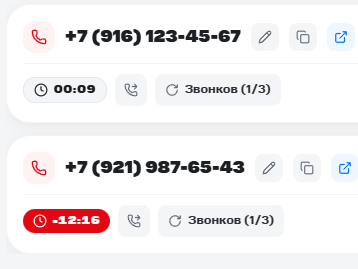 +7 (916) 123-45-67
00:09 Звонков (1/3)
+7 (921) 987-65-43
-12:16 Звонков (1/3)